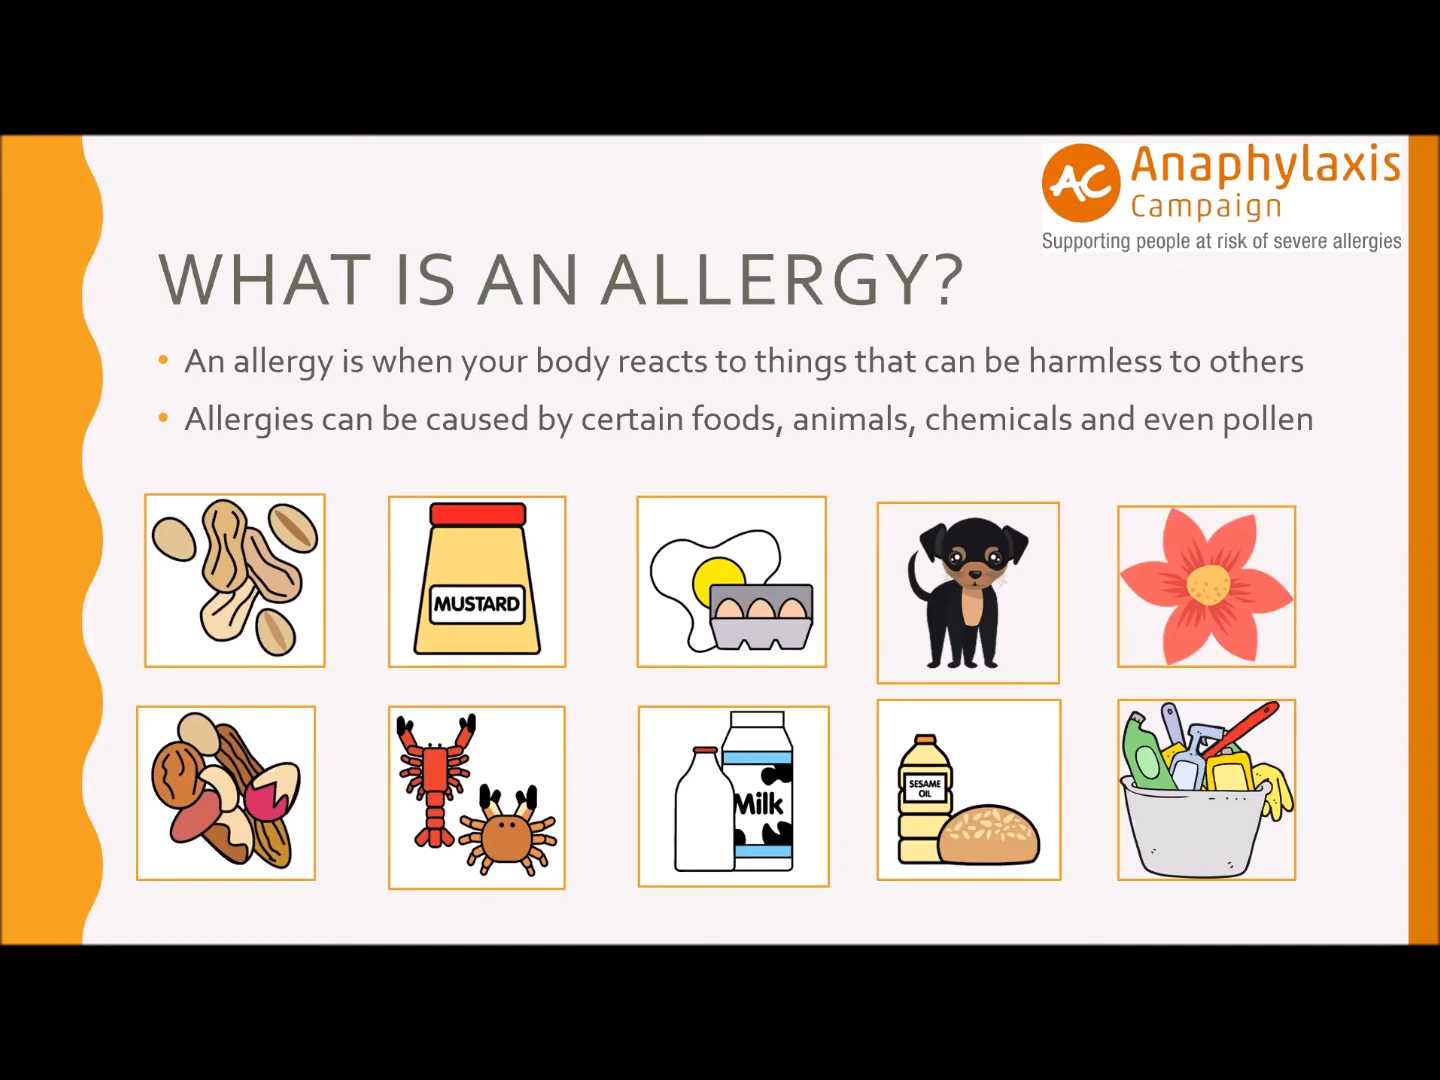 AC Anaphylaxis
Campaign
Supporting people at risk of severe allergies
WHAT IS AN ALLERGY?
• An allergy is when your body reacts to things that can be harmless to others
• Allergies can be caused by certain foods, animals, chemicals and even pollen
MUSTARD
Milk
SESAME
OIL